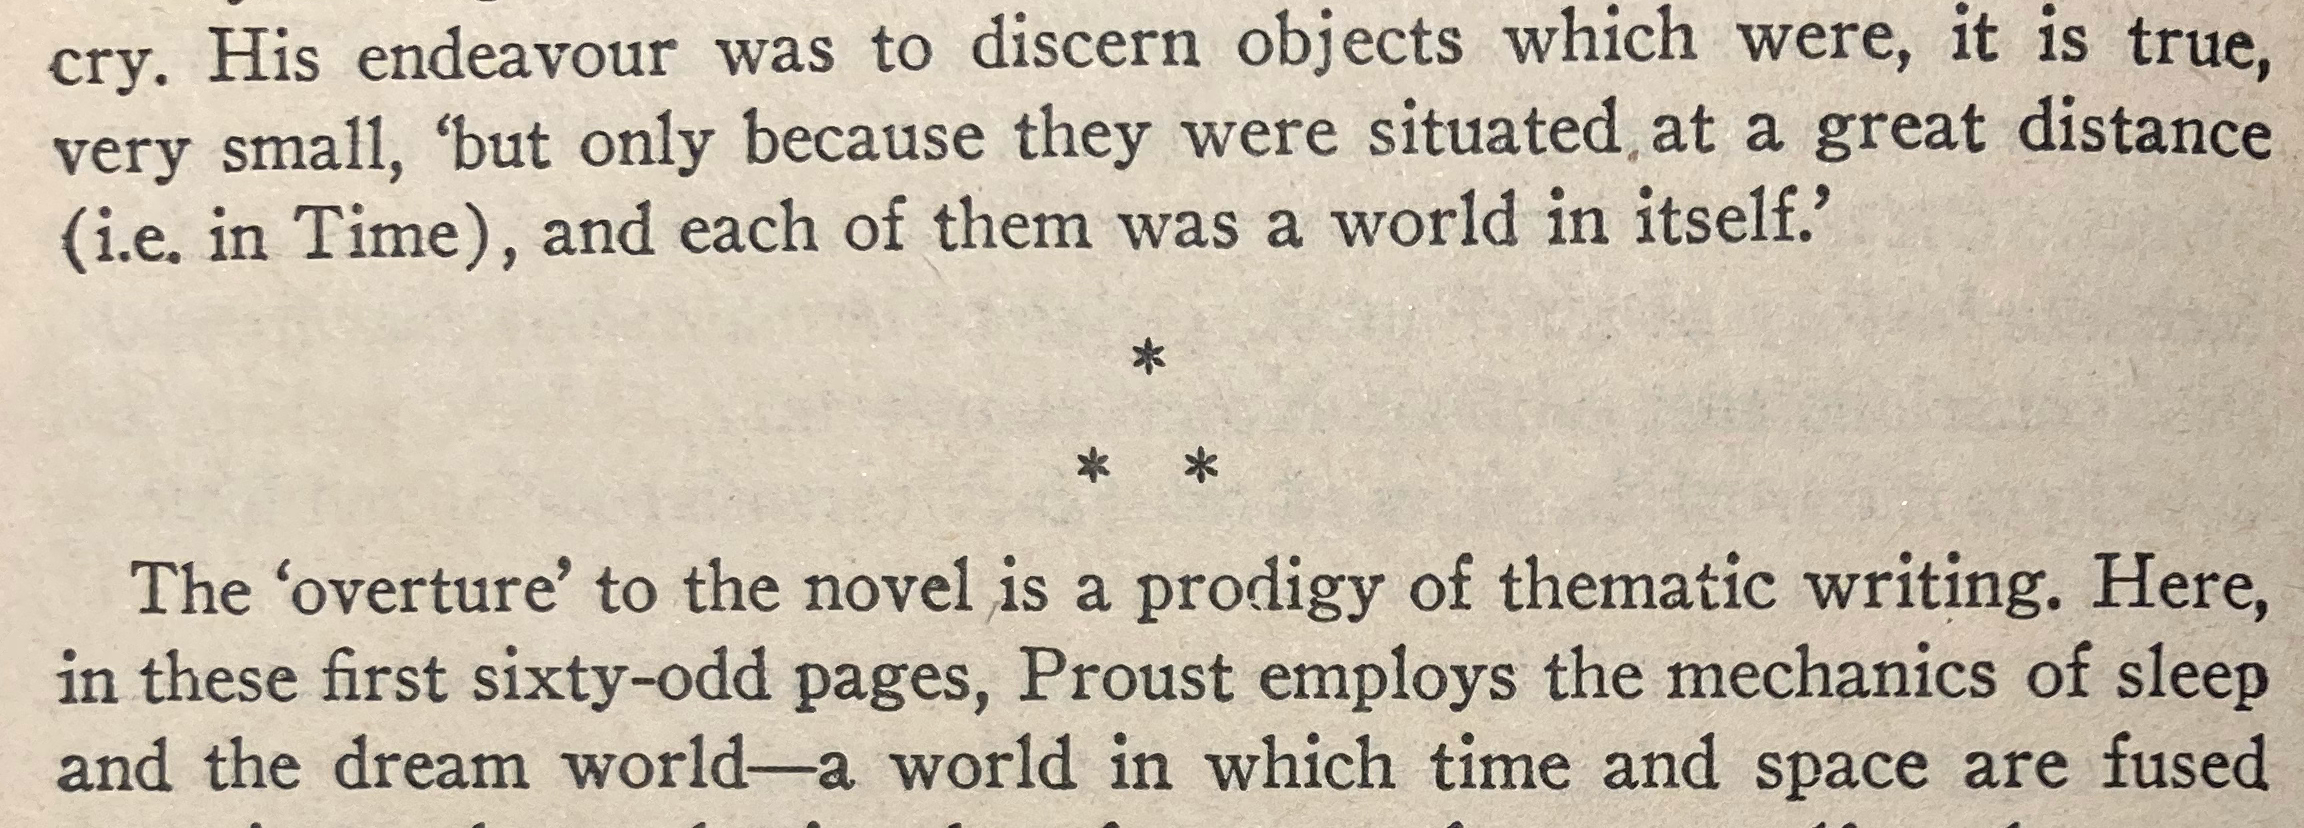 cry. His endeavour was to discern objects which were, it is true,
very small, ‘but only because they were situated at a great distance
(i.e. in Time), and each of them was a world in itself.’
*
* *
The ‘overture’ to the novel is a prodigy of thematic writing. Here,
in these first sixty-odd pages, Proust employs the mechanics of sleep
and the dream world—a world in which time and space are fused